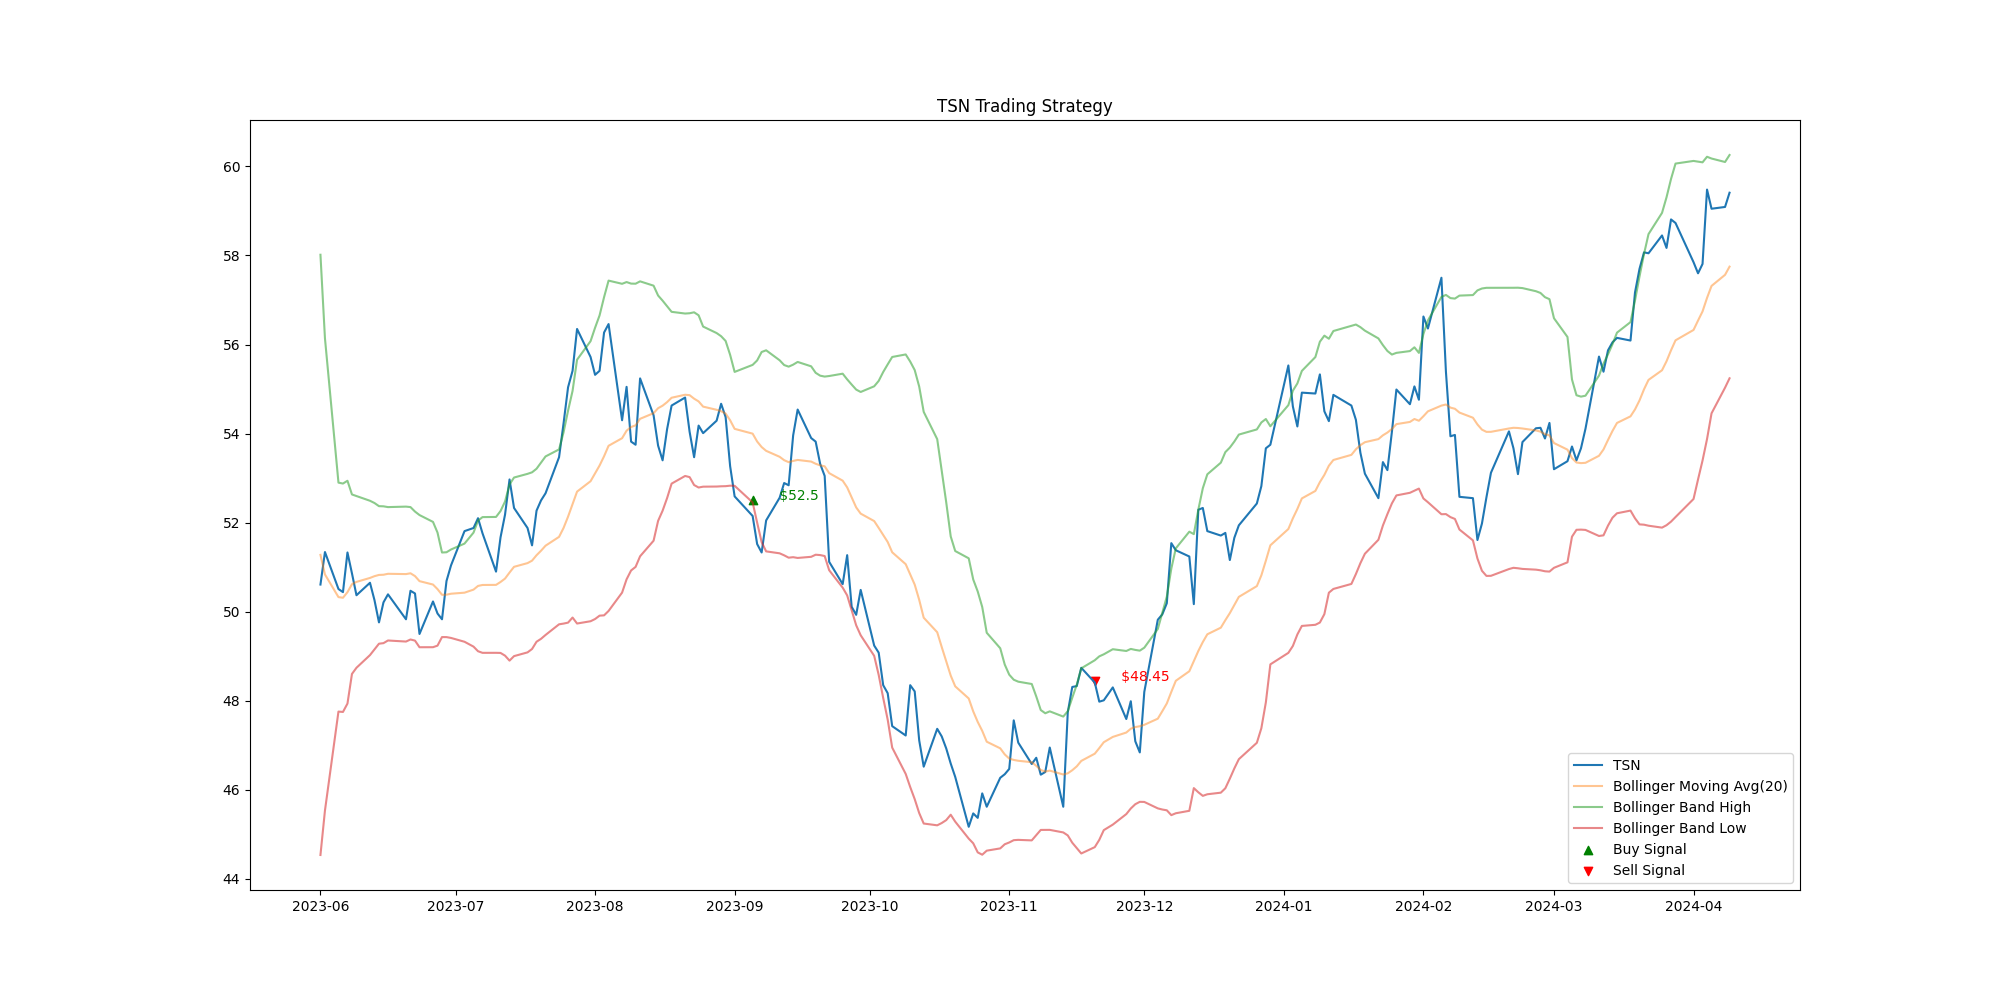 TSN Trading Strategy
60
58
56
54
52
50
48
46
44
$52.5
$48.45
2023-06 2023-07 2023-08 2023-09 2023-10 2023-11 2023-12 2024-01 2024-02 2024-03 2024-04
TSN
Bollinger Moving Avg(20)
Bollinger Band High
Bollinger Band Low
Buy Signal
Sell Signal